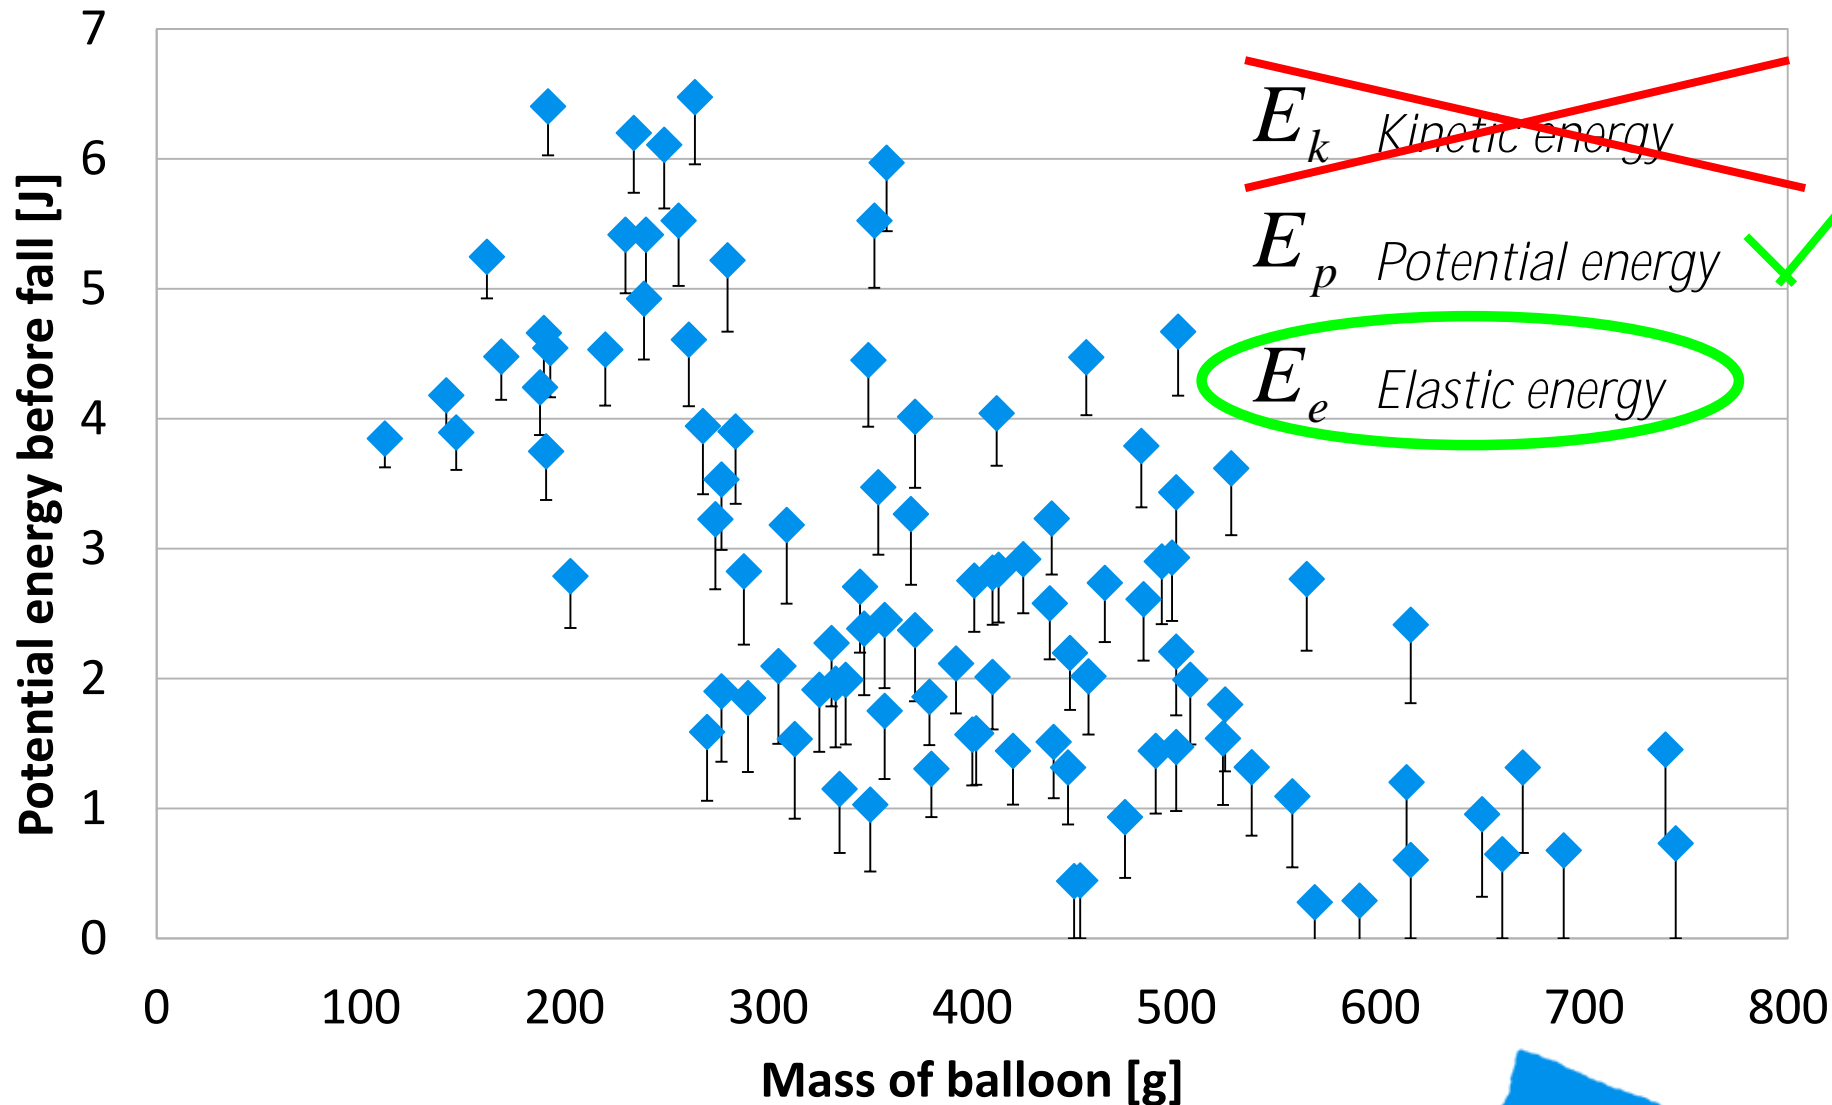 7
6
5
4
3
2
1
0
Potential energy before fall [J]
E k Kinetic energy
E p Potential energy
E e Elastic energy
0 100 200 300 400 500 600 700 800
Mass of balloon [g]